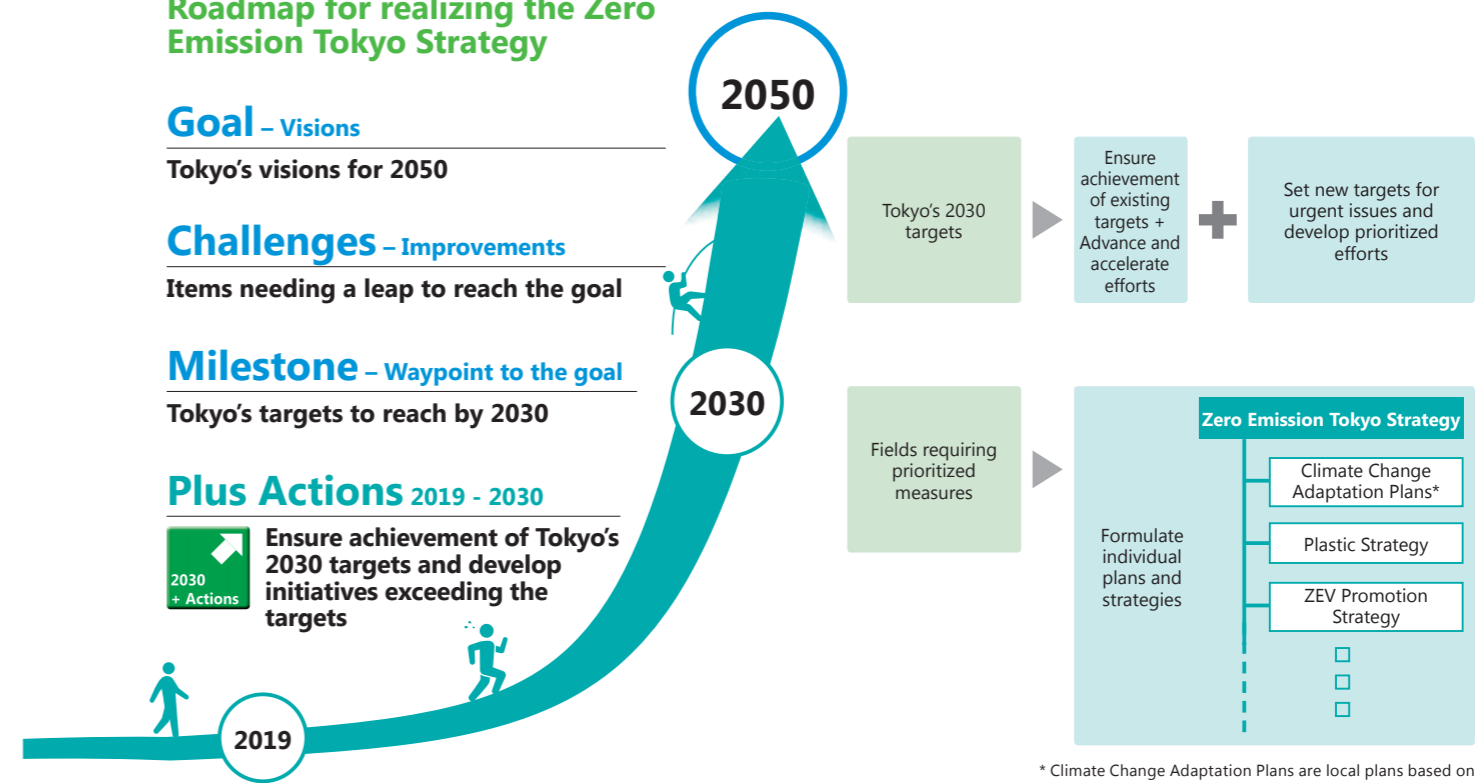 Roadmap for realizing the Zero
Emission Tokyo Strategy
Goal – Visions
Tokyo's visions for 2050
Challenges – Improvements
Items needing a leap to reach the goal
Milestone – Waypoint to the goal
Tokyo's targets to reach by 2030
Plus Actions 2019 - 2030
2030
+ Actions
Ensure achievement of Tokyo's
2030 targets and develop
initiatives exceeding the
targets
2019
2030
2050
Tokyo's 2030
targets
Ensure
achievement
of existing
targets +
Advance and
accelerate
efforts
Set new targets for
urgent issues and
develop prioritized
efforts
Fields requiring
prioritized
measures
Formulate
individual
plans and
strategies
Zero Emission Tokyo Strategy
Climate Change
Adaptation Plans*
Plastic Strategy
ZEV Promotion
Strategy
* Climate Change Adaptation Plans are local plans based on